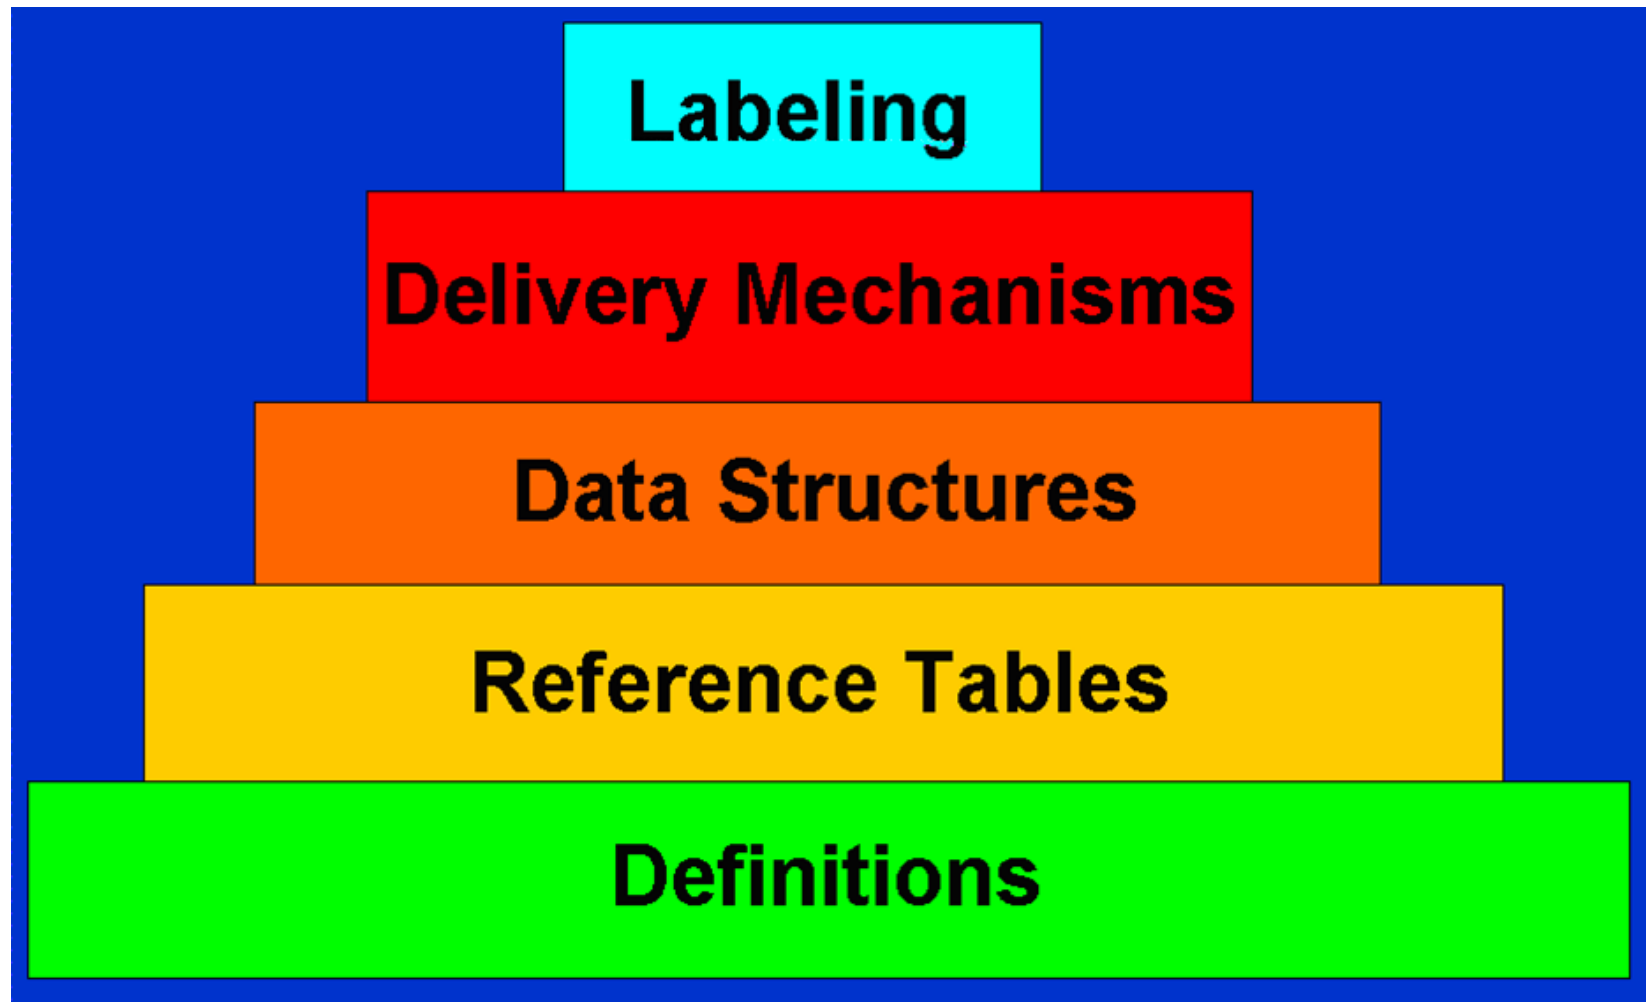 Labeling
Delivery Mechanisms
Data Structures
Reference Tables
Definitions